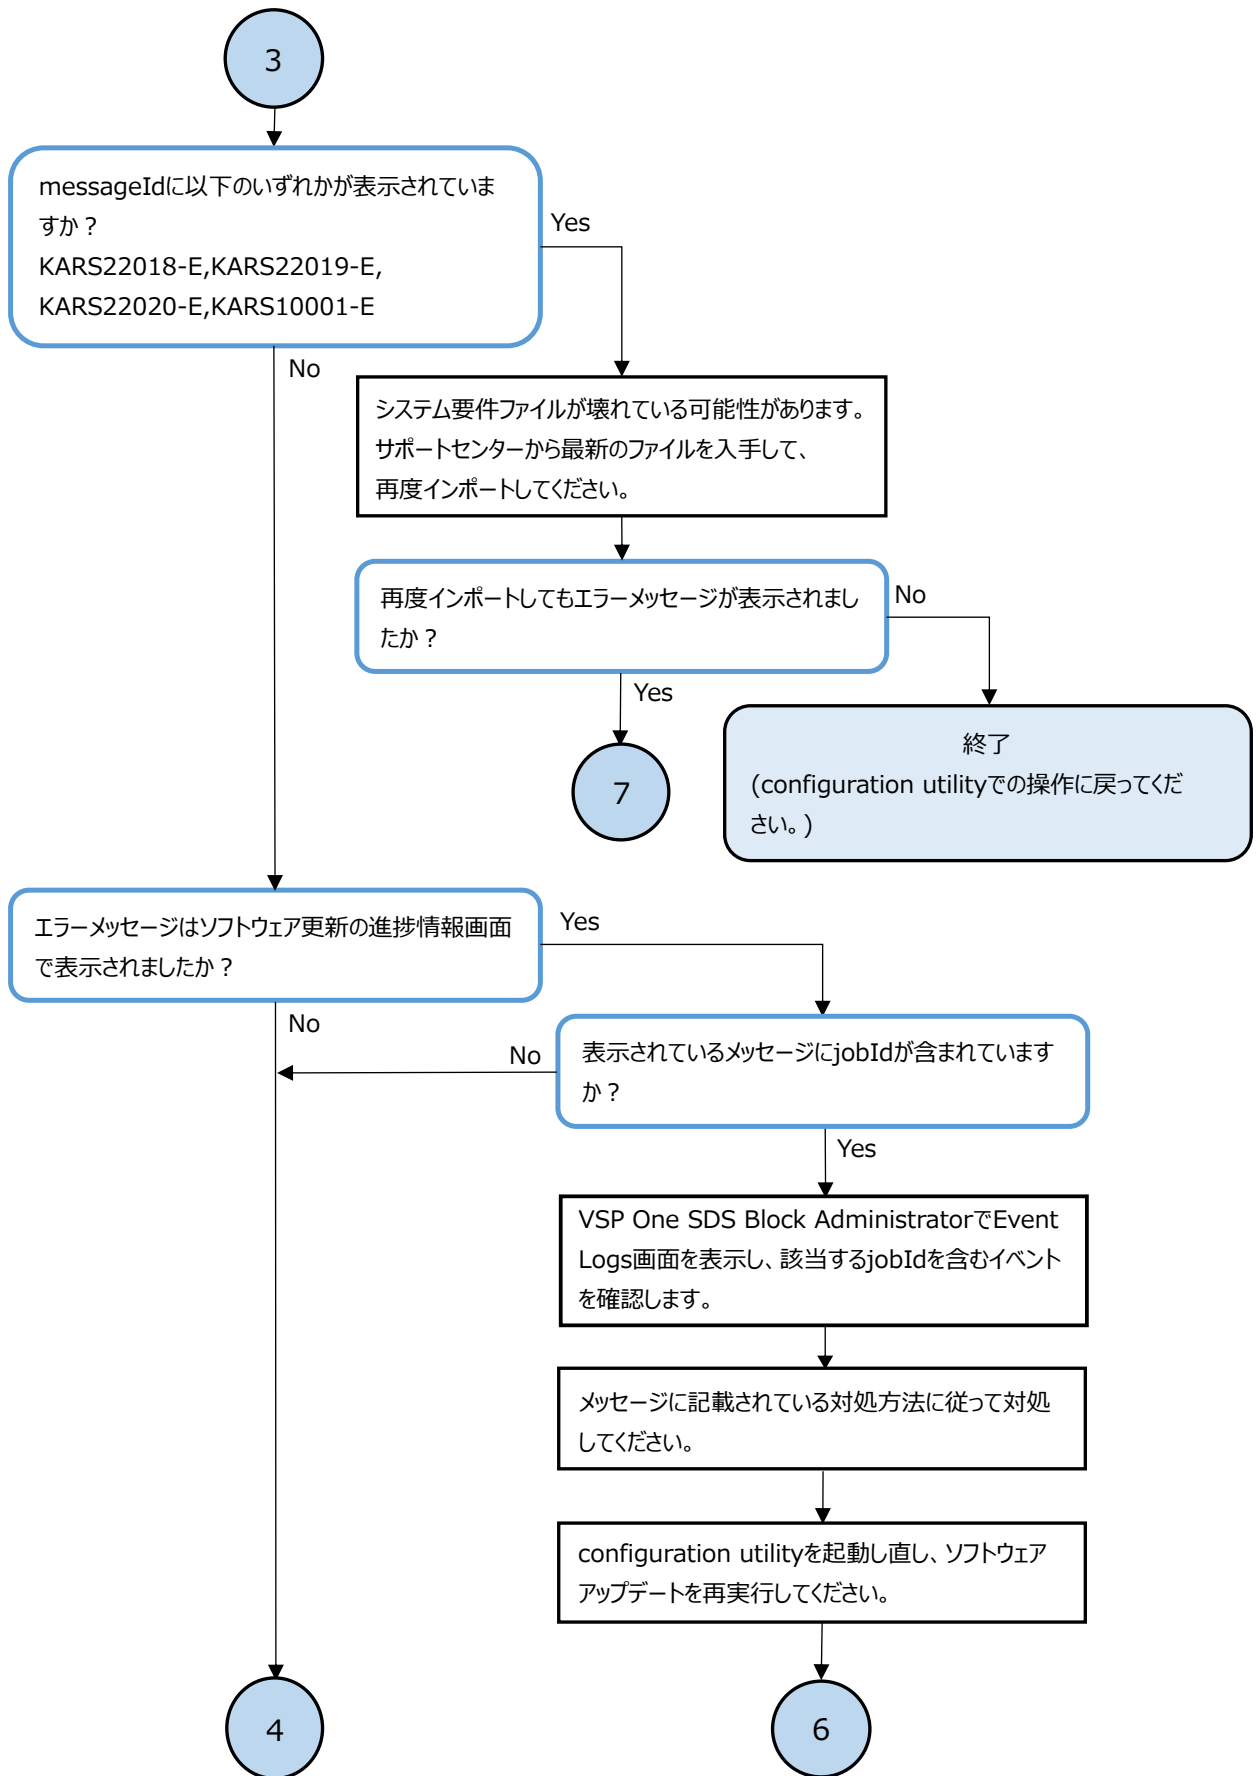 3
messageIdに以下のいずれかが表示されていま
すか？
KARS22018-E,KARS22019-E,
KARS22020-E,KARS10001-E
Yes
No
システム要件ファイルが壊れている可能性があります。
サポートセンターから最新のファイルを入手して、
再度インポートしてください。
再度インポートしてもエラーメッセージが表示されまし
たか？
No
Yes
7
終了
(configuration utilityでの操作に戻ってくだ
さい。)
エラーメッセージはソフトウェア更新の進捗情報画面
で表示されましたか？
Yes
No
表示されているメッセージにjobIdが含まれています
か？
No
Yes
VSP One SDS Block AdministratorでEvent
Logs画面を表示し、該当するjobIdを含むイベント
を確認します。
メッセージに記載されている対処方法に従って対処
してください。
configuration utilityを起動し直し、ソフトウェア
アップデートを再実行してください。
4
6